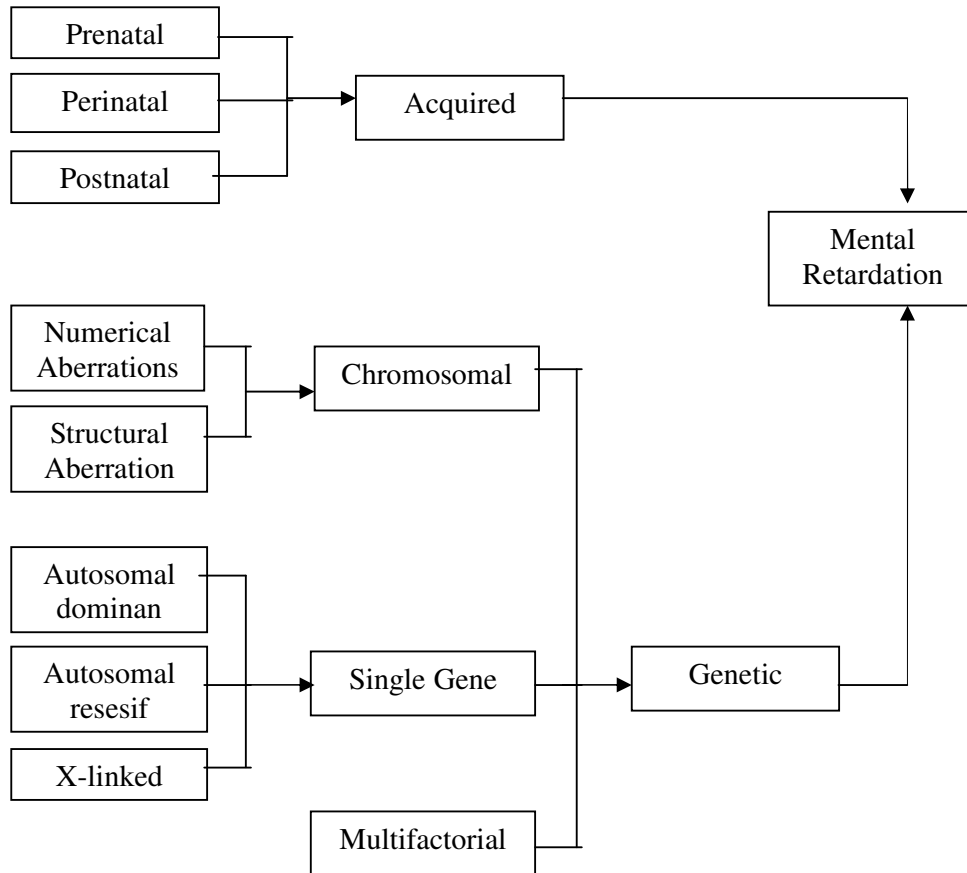 Prenatal
Perinatal
Acquired
Postnatal
Mental
Retardation
Numerical
Aberrations
Chromosomal
Structural
Aberration
Autosomal
dominan
Autosomal
resesif
Single Gene
Genetic
X-linked
Multifactorial